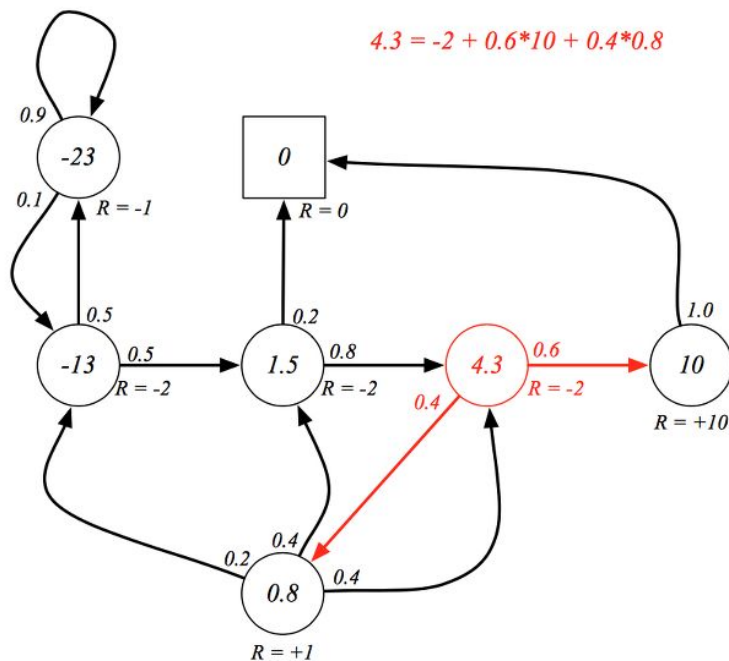 4.3 = -2 + 0.6*10 + 0.4*0.8
0.9
-23
0
0.1
R = -1
R = 0
0.5
0.2
1.0
-13
0.5
1.5
0.8
4.3
0.6
10
R = -2
R = -2
0.4
R = -2
R = +10
0.4
0.2
0.4
0.8
R = +1